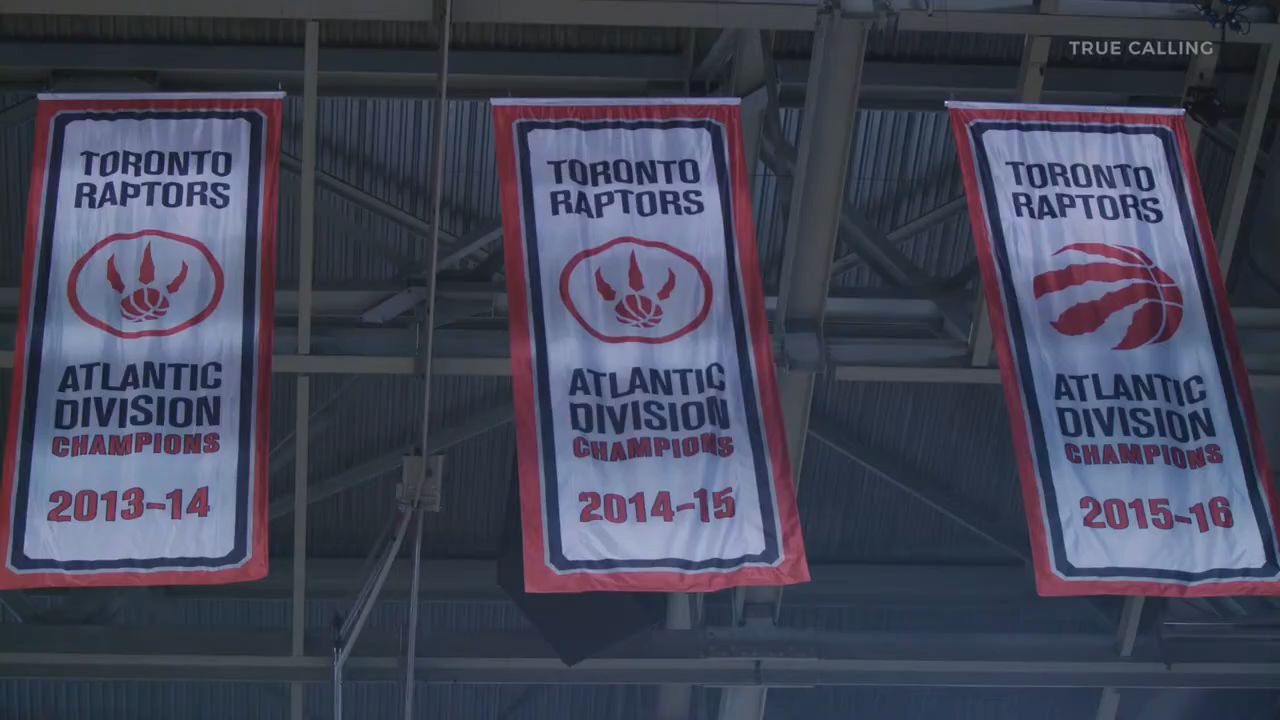 TRUE CALLING
TORONTO
RAPTORS
ATLANTIC
DIVISION
CHAMPIONS
2013-14
TORONTO
RAPTORS
ATLANTIC
DIVISION
CHAMPIONS
2014-15
TORONTO
RAPTORS
ATLANTIC
DIVISION
CHAMPIONS
2015-16